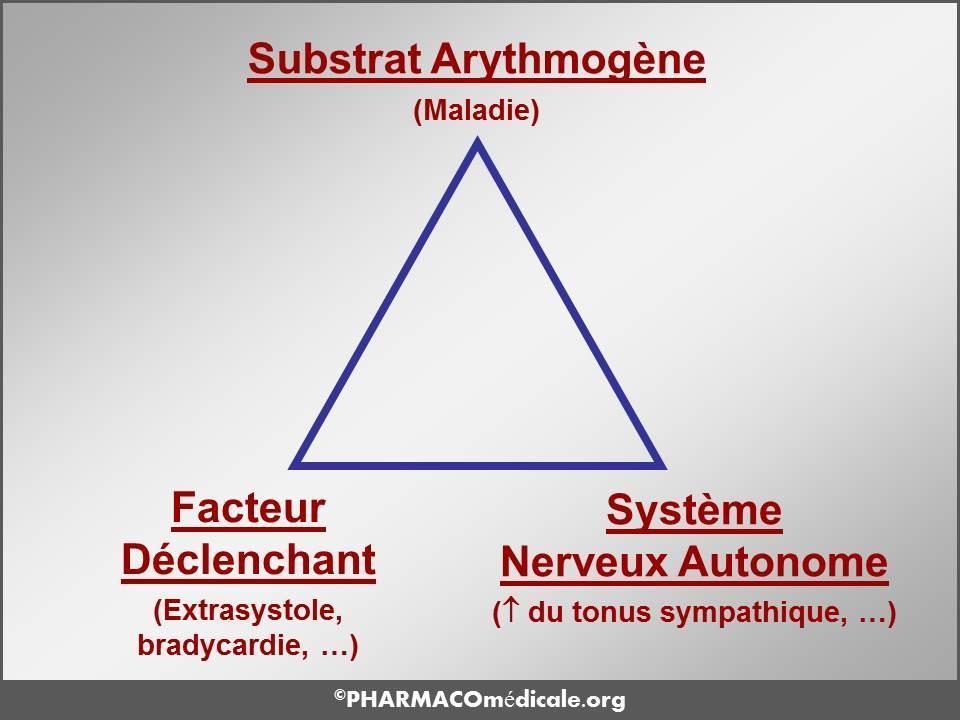 Substrat Arythmogène
(Maladie)
Facteur
Déclenchant
(Extrasystole,
bradycardie, …)
Système
Nerveux Autonome
(↑ du tonus sympathique, …)
©PHARMACOmédicale.org